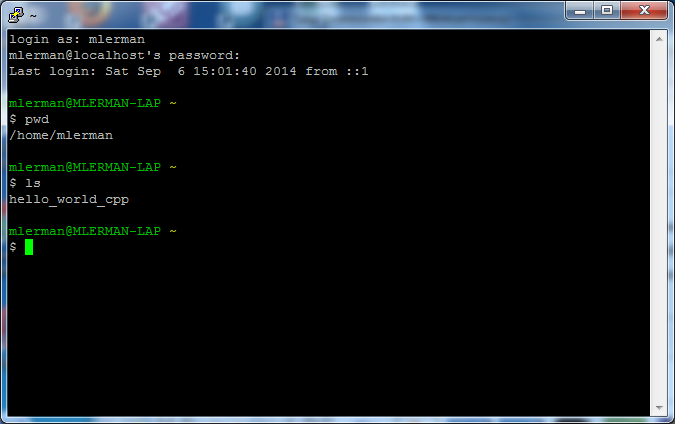 ~
login as: mlerman
mlerman@localhost's password:
Last login: Sat Sep  6 15:01:40 2014 from ::1
mlerman@MLERMAN-LAP ~
$ pwd
/home/mlerman
mlerman@MLERMAN-LAP ~
$ ls
hello_world_cpp
mlerman@MLERMAN-LAP ~
$